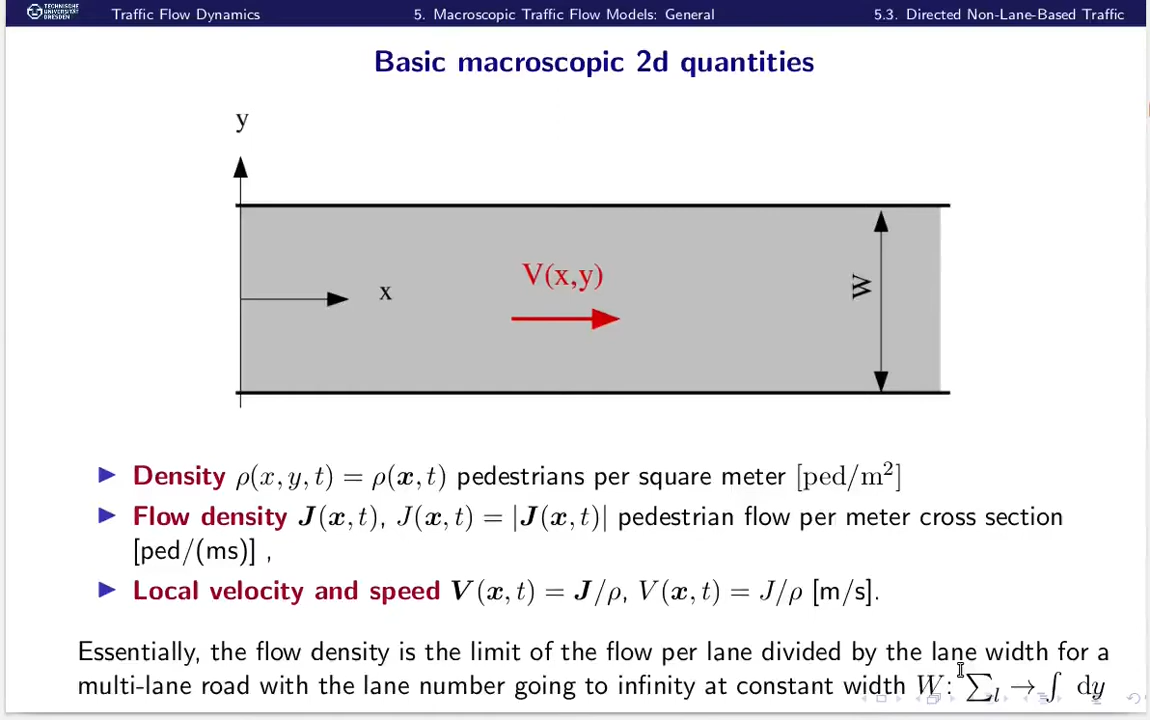 TECHNISCHE UNIVERSITÄT DRESDEN
Traffic Flow Dynamics 5. Macroscopic Traffic Flow Models: General 5.3. Directed Non-Lane-Based Traffic
Basic macroscopic 2d quantities
y
V(x,y)
x
W
Density ρ(x, y, t) = ρ(x, t) pedestrians per square meter [ped/m²]
Flow density J(x, t), J(x, t) = |J(x, t)| pedestrian flow per meter cross section
[ped/(ms)] ,
Local velocity and speed V(x, t) = J/ρ, V(x, t) = J/ρ [m/s].
Essentially, the flow density is the limit of the flow per lane divided by the lane width for a
multi-lane road with the lane number going to infinity at constant width W: ∑l → ∫ dy